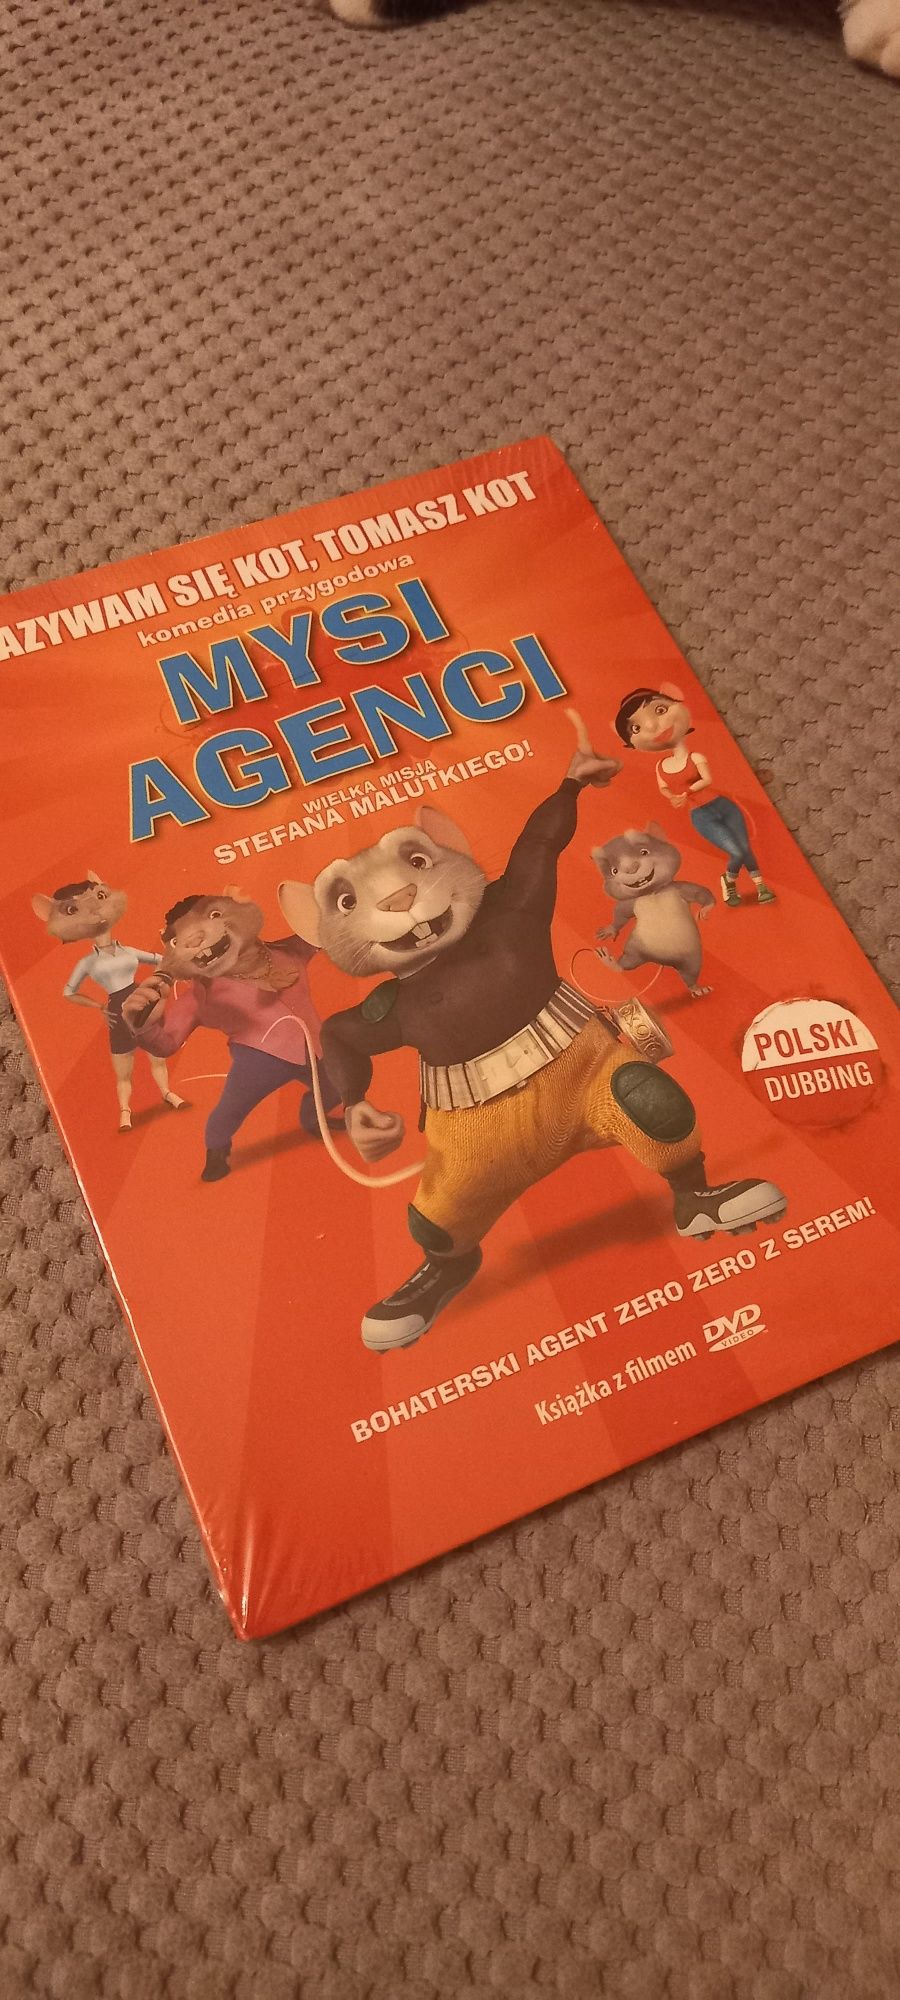 AZYWAM SIĘ KOT, TOMASZ KOT
komedia przygodowa
MYSI
AGENCI
WIELKA MISJA
STEFANA MALUTKIEGO!
POLSKI
DUBBING
BOHATERSKI AGENT ZERO ZERO Z SEREM!
Książka z filmem DVD
VIDEO